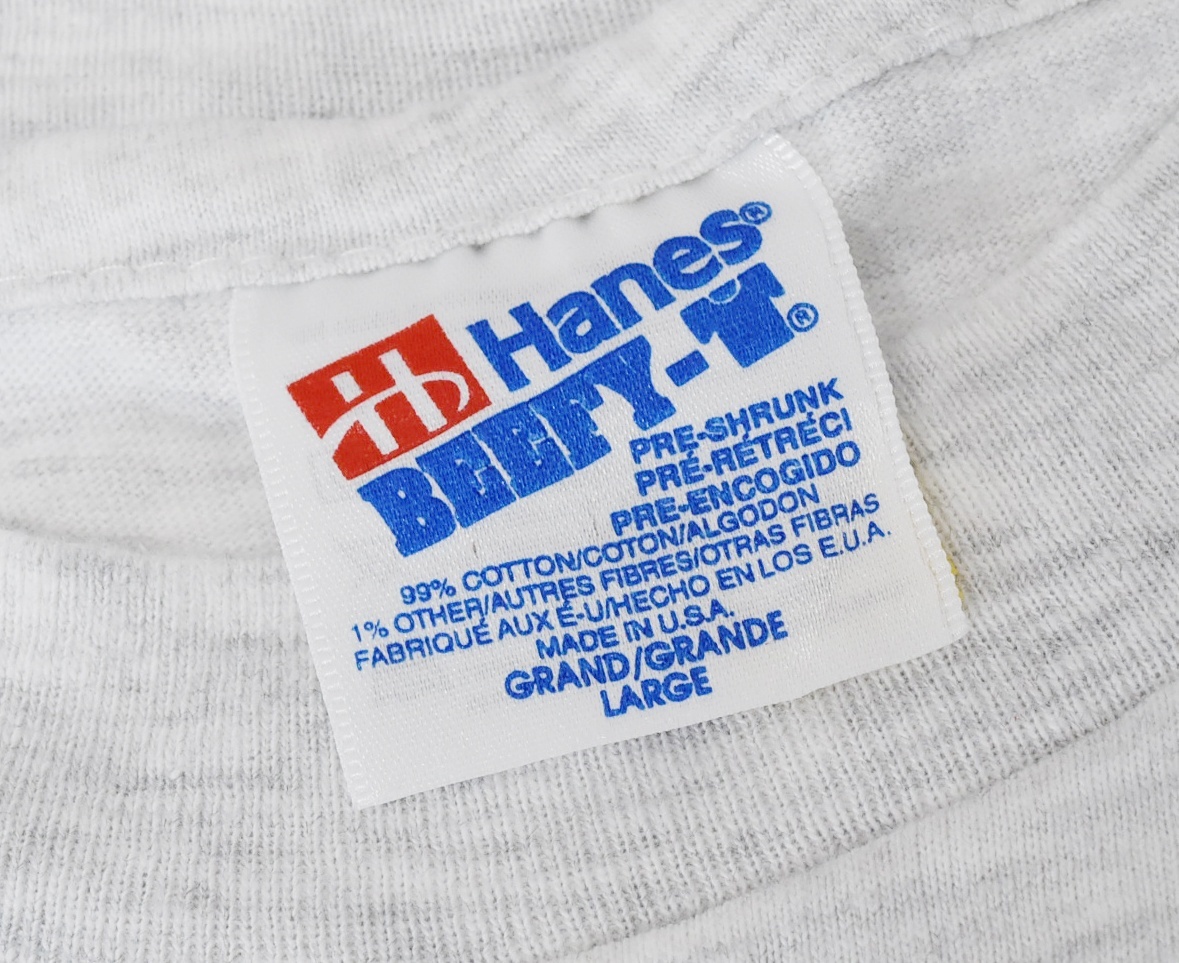 Hanes®
BEEFY-T®
PRE-SHRUNK
PRÉ-RÉTRÉCI
PRE-ENCOGIDO
99% COTTON/COTON/ALGODON
1% OTHER/AUTRES FIBRES/OTRAS FIBRAS
FABRIQUÉ AUX É-U/HECHO EN LOS E.U.A.
MADE IN U.S.A.
GRAND/GRANDE
LARGE